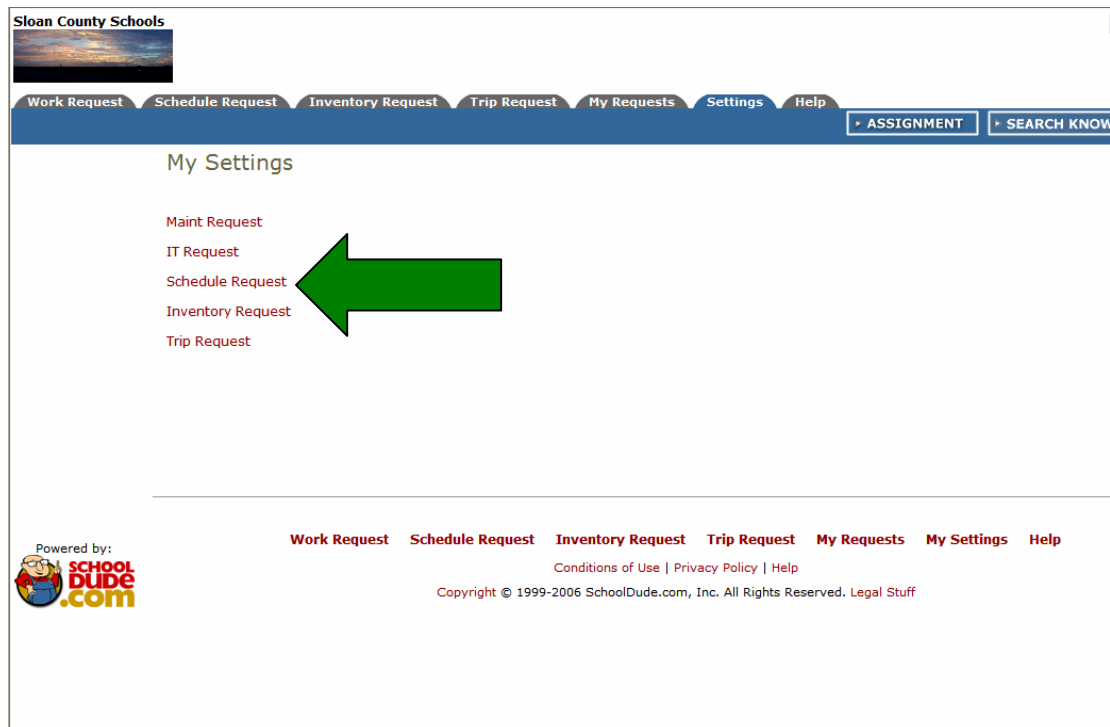 Sloan County Schools
Work Request Schedule Request Inventory Request Trip Request My Requests Settings Help
ASSIGNMENT SEARCH
My Settings
Maint Request
IT Request
Schedule Request
Inventory Request
Trip Request
Work Request Schedule Request Inventory Request Trip Request My Requests My Settings Help
Conditions of Use | Privacy Policy | Help
Copyright © 1999-2006 SchoolDude.com, Inc. All Rights Reserved. Legal Stuff
Powered by:
SCHOOL
DUDE
.com